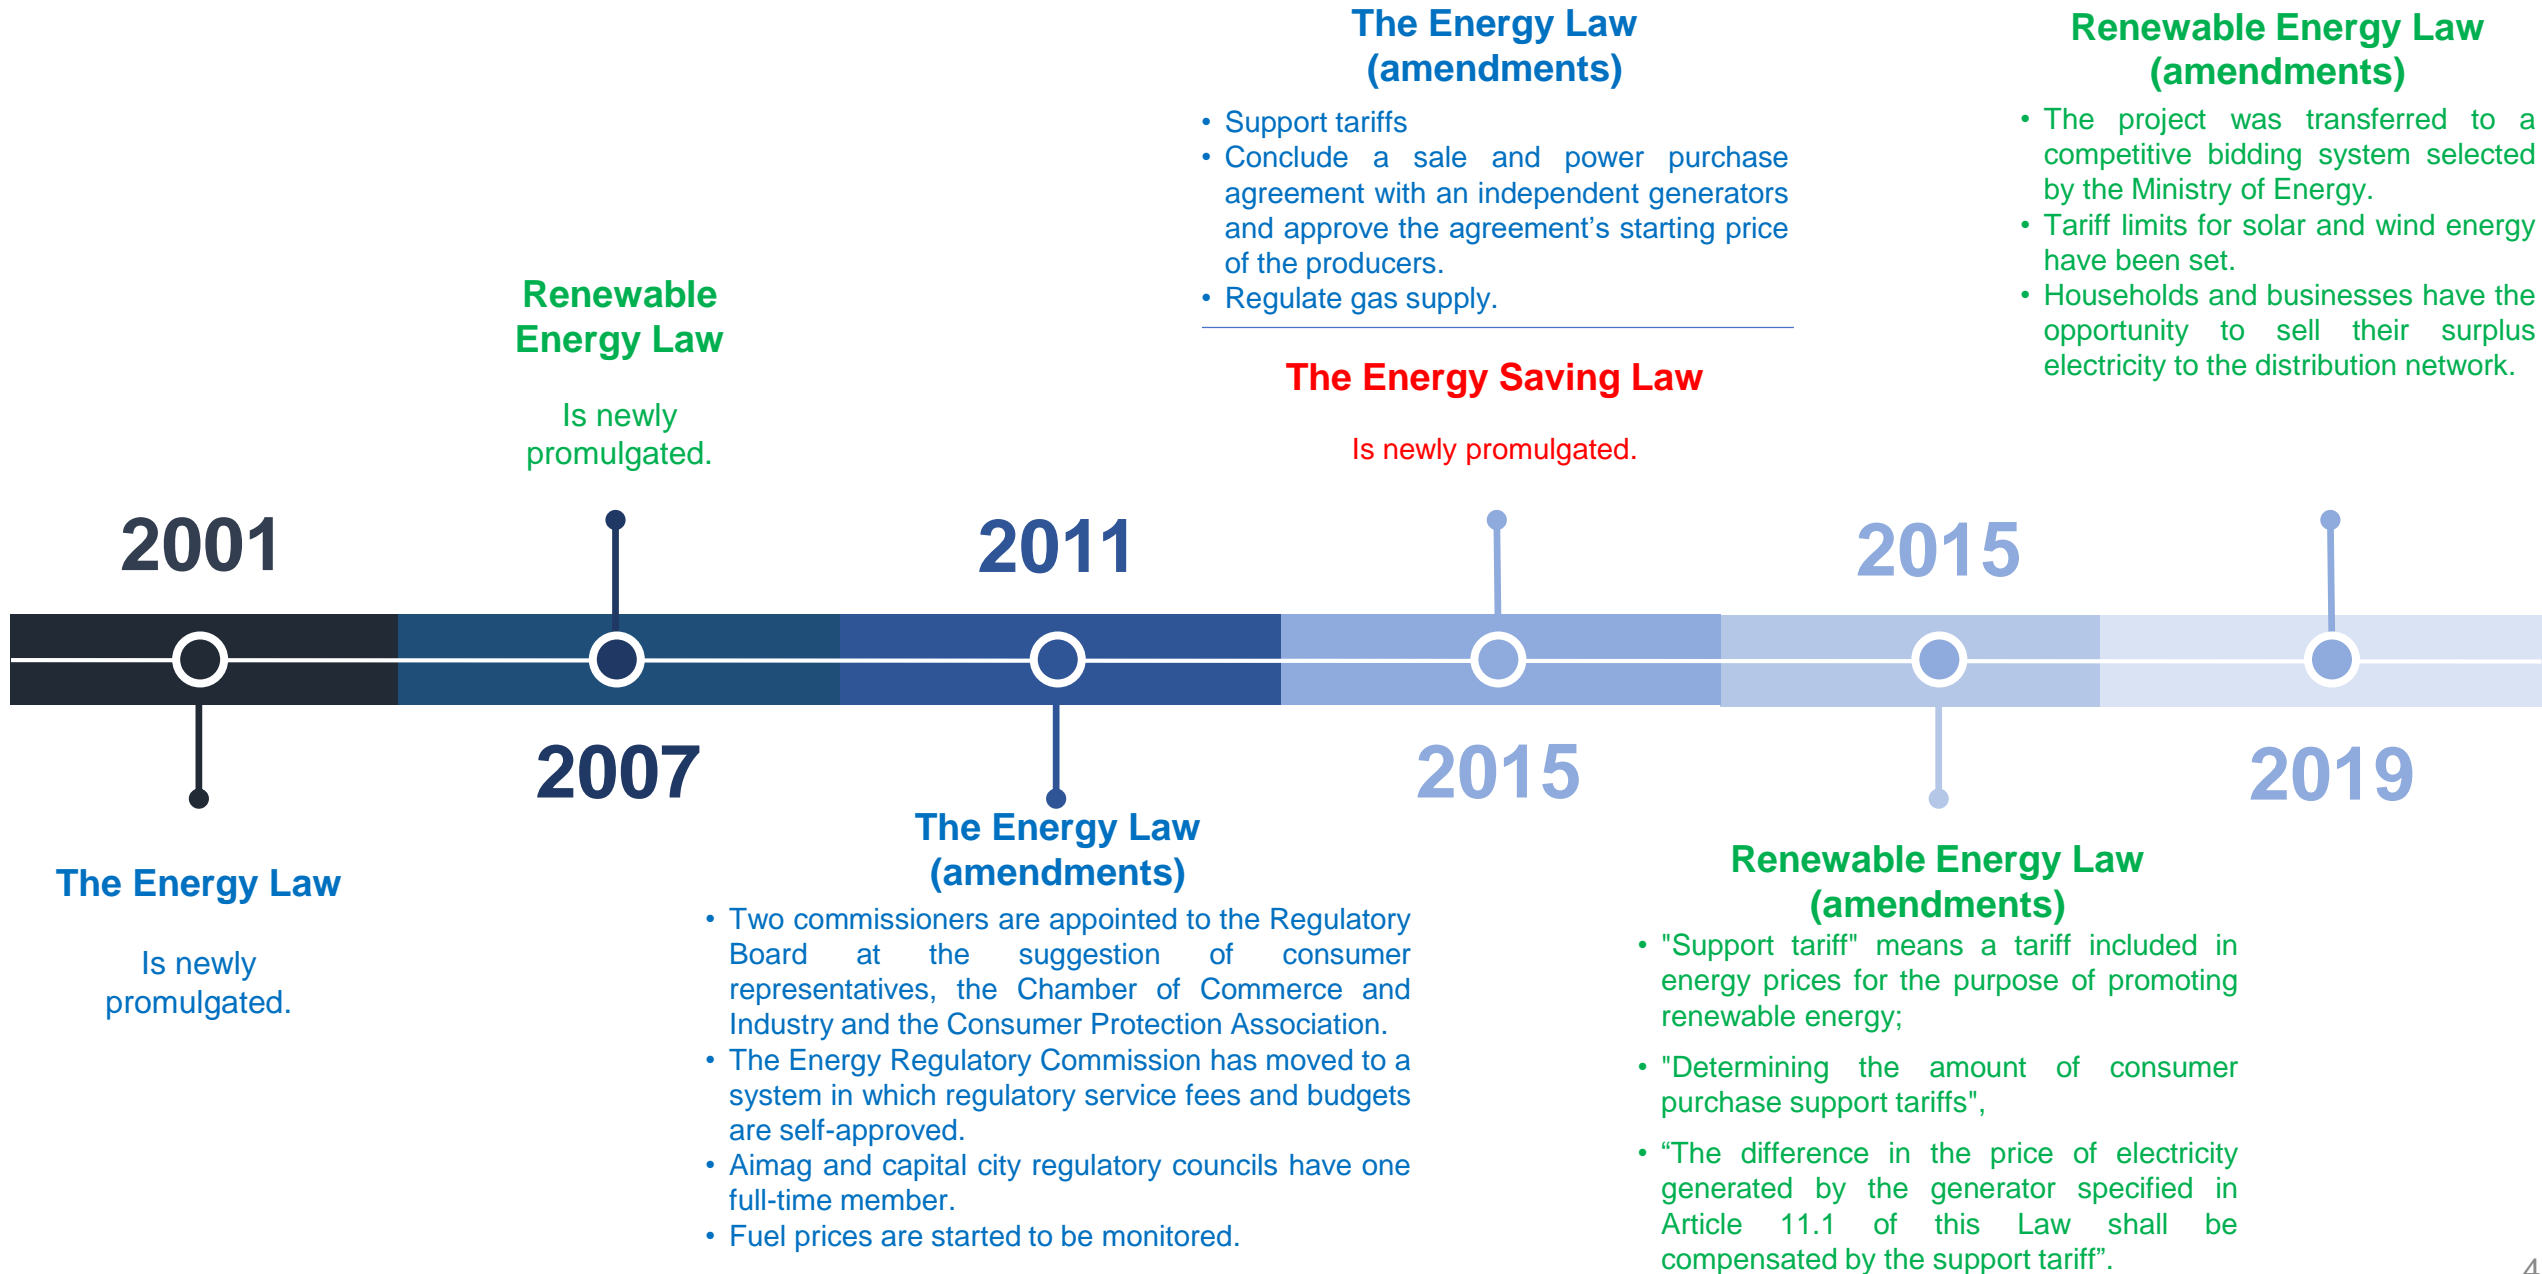 The Energy Law
(amendments)
• Support tariffs
• Conclude a sale and power purchase
agreement with an independent generators
and approve the agreement’s starting price
of the producers.
• Regulate gas supply.
The Energy Saving Law
Is newly promulgated.
Renewable Energy Law
(amendments)
• The project was transferred to a
competitive bidding system selected
by the Ministry of Energy.
• Tariff limits for solar and wind energy
have been set.
• Households and businesses have the
opportunity to sell their surplus
electricity to the distribution network.
Renewable
Energy Law
Is newly
promulgated.
2001
2011
2015
2007
2015
2019
The Energy Law
Is newly
promulgated.
The Energy Law
(amendments)
• Two commissioners are appointed to the Regulatory
Board at the suggestion of consumer
representatives, the Chamber of Commerce and
Industry and the Consumer Protection Association.
• The Energy Regulatory Commission has moved to a
system in which regulatory service fees and budgets
are self-approved.
• Aimag and capital city regulatory councils have one
full-time member.
• Fuel prices are started to be monitored.
Renewable Energy Law
(amendments)
• "Support tariff" means a tariff included in
energy prices for the purpose of promoting
renewable energy;
• "Determining the amount of consumer
purchase support tariffs",
• “The difference in the price of electricity
generated by the generator specified in
Article 11.1 of this Law shall be
compensated by the support tariff”.
4